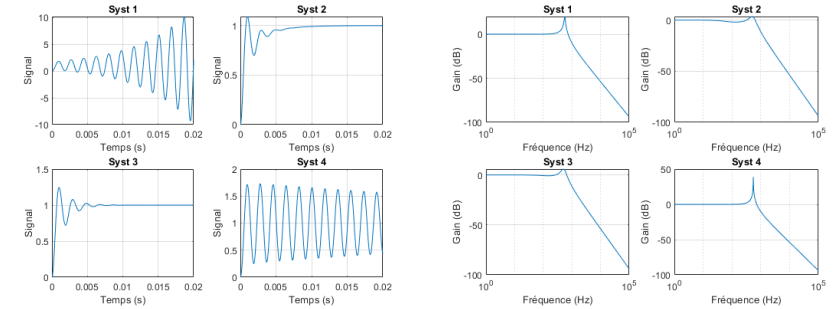 Syst 1
10
5
0
-5
-10
Signal
0 0.005 0.01 0.015 0.02
Temps (s)
Syst 2
1
0.5
0
Signal
0 0.005 0.01 0.015 0.02
Temps (s)
Syst 3
1.5
1
0.5
0
Signal
0 0.005 0.01 0.015 0.02
Temps (s)
Syst 4
2
1.5
1
0.5
0
Signal
0 0.005 0.01 0.015 0.02
Temps (s)
Syst 1
0
-50
-100
Gain (dB)
10^0 10^5
Fréquence (Hz)
Syst 2
0
-50
-100
Gain (dB)
10^0 10^5
Fréquence (Hz)
Syst 3
0
-50
-100
Gain (dB)
10^0 10^5
Fréquence (Hz)
Syst 4
50
0
-50
-100
Gain (dB)
10^0 10^5
Fréquence (Hz)